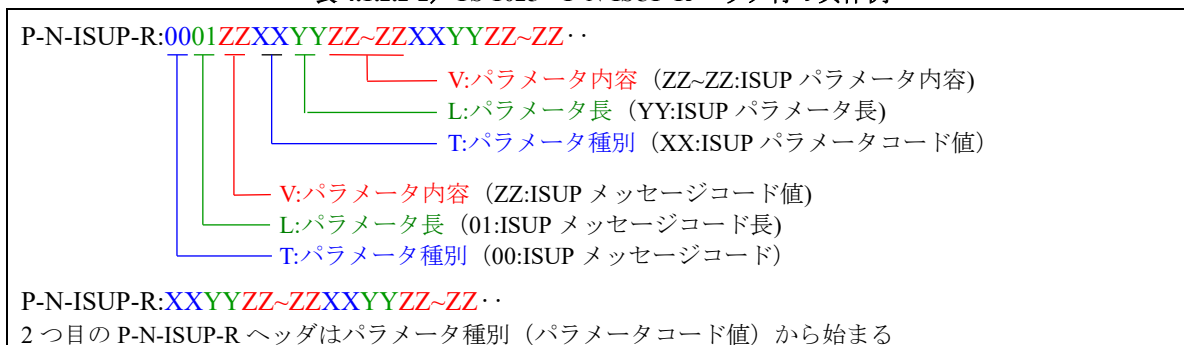 P-N-ISUP-R:0001ZZXXYYZZ~ZZXXYYZZ~ZZ‥
V:パラメータ内容（ZZ~ZZ:ISUP パラメータ内容)
L:パラメータ長（YY:ISUP パラメータ長)
T:パラメータ種別（XX:ISUP パラメータコード値）
V:パラメータ内容（ZZ:ISUP メッセージコード値)
L:パラメータ長（01:ISUP メッセージコード長)
T:パラメータ種別（00:ISUP メッセージコード）
P-N-ISUP-R:XXYYZZ~ZZXXYYZZ~ZZ‥
2 つ目の P-N-ISUP-R ヘッダはパラメータ種別（パラメータコード値）から始まる